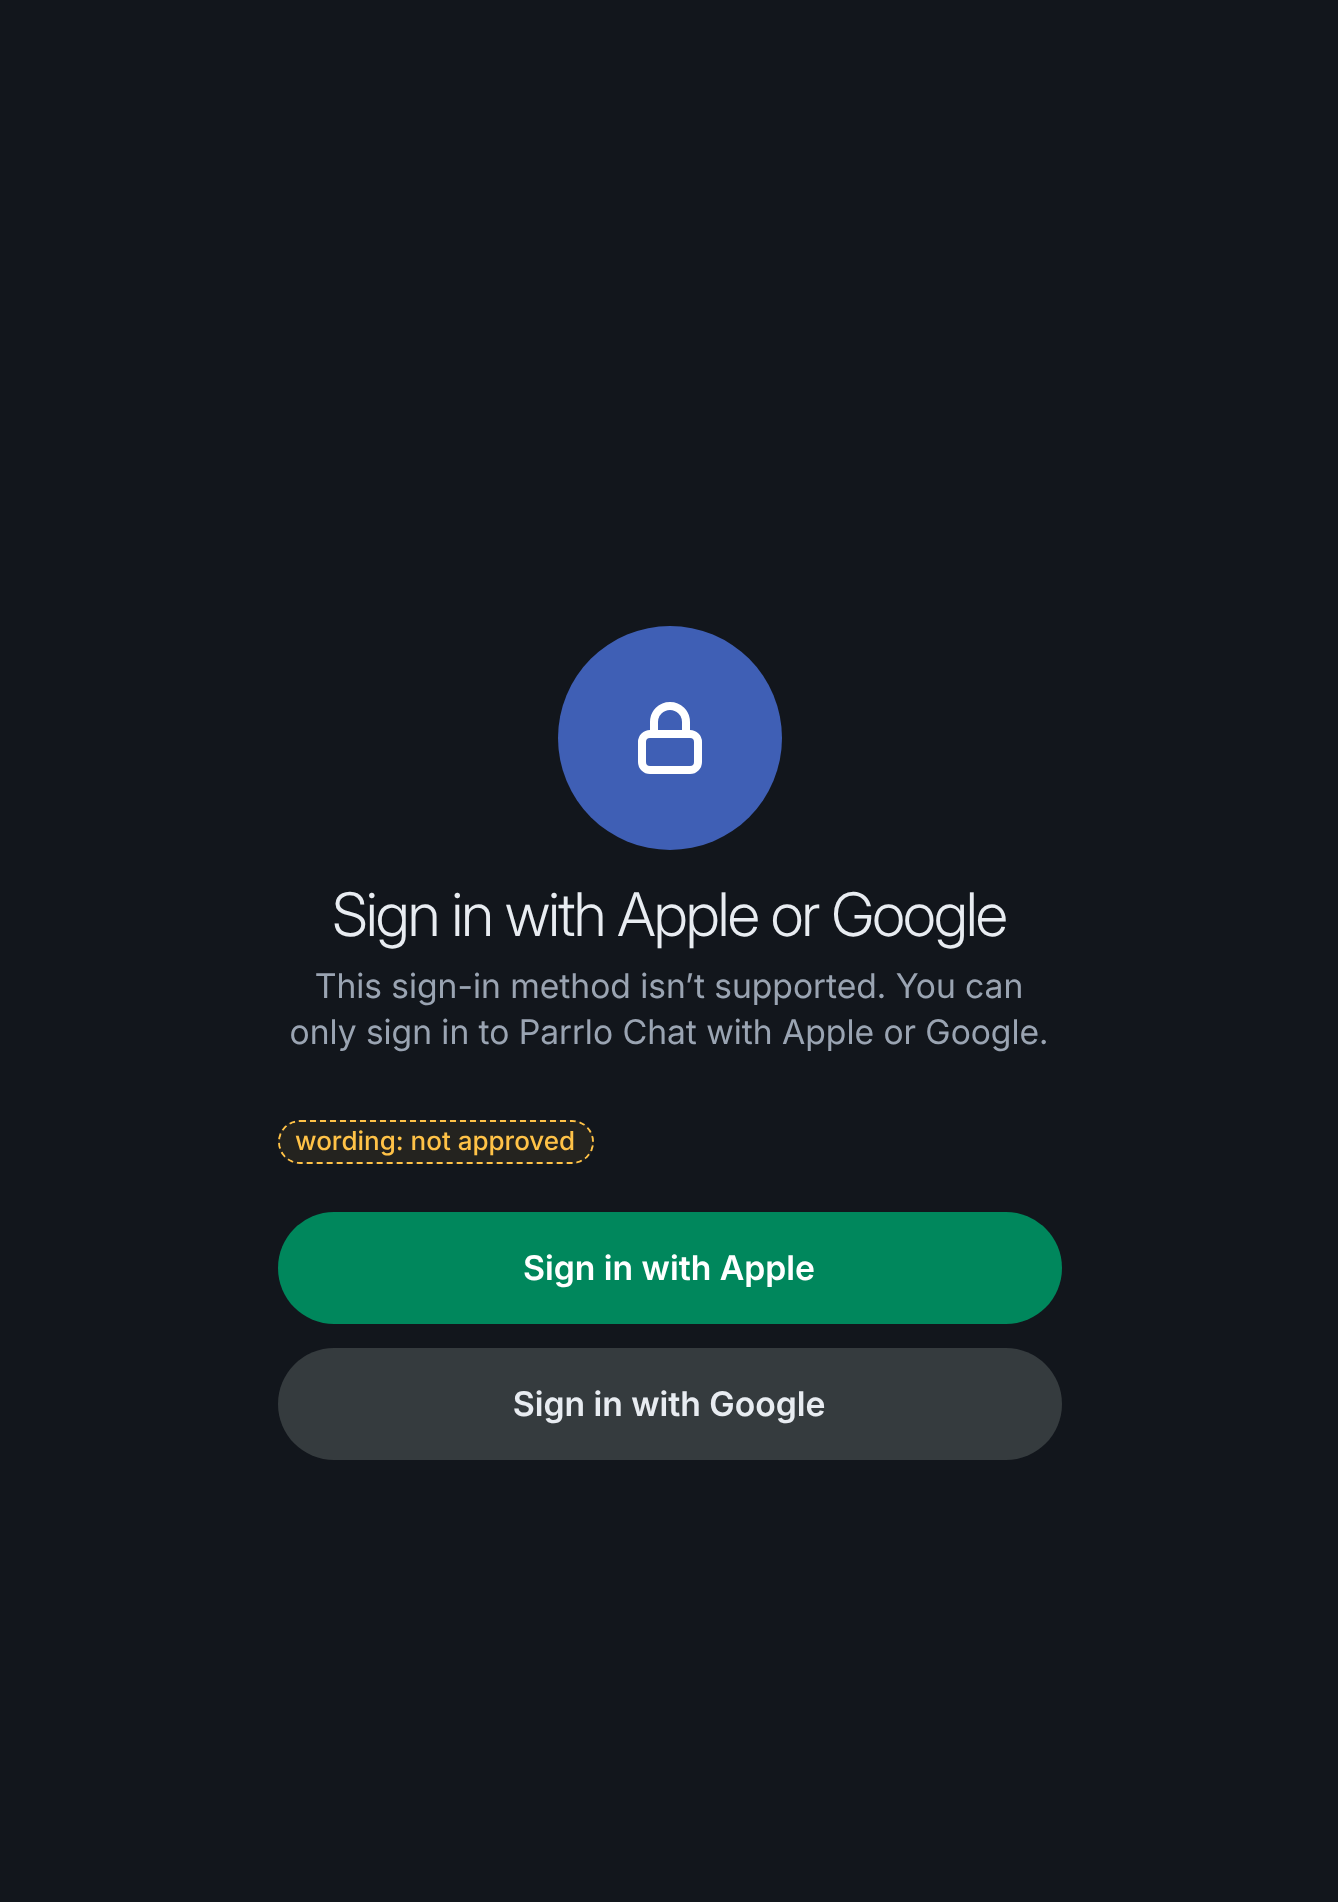 Sign in with Apple or Google
This sign-in method isn’t supported. You can
only sign in to Parrlo Chat with Apple or Google.
wording: not approved
Sign in with Apple
Sign in with Google